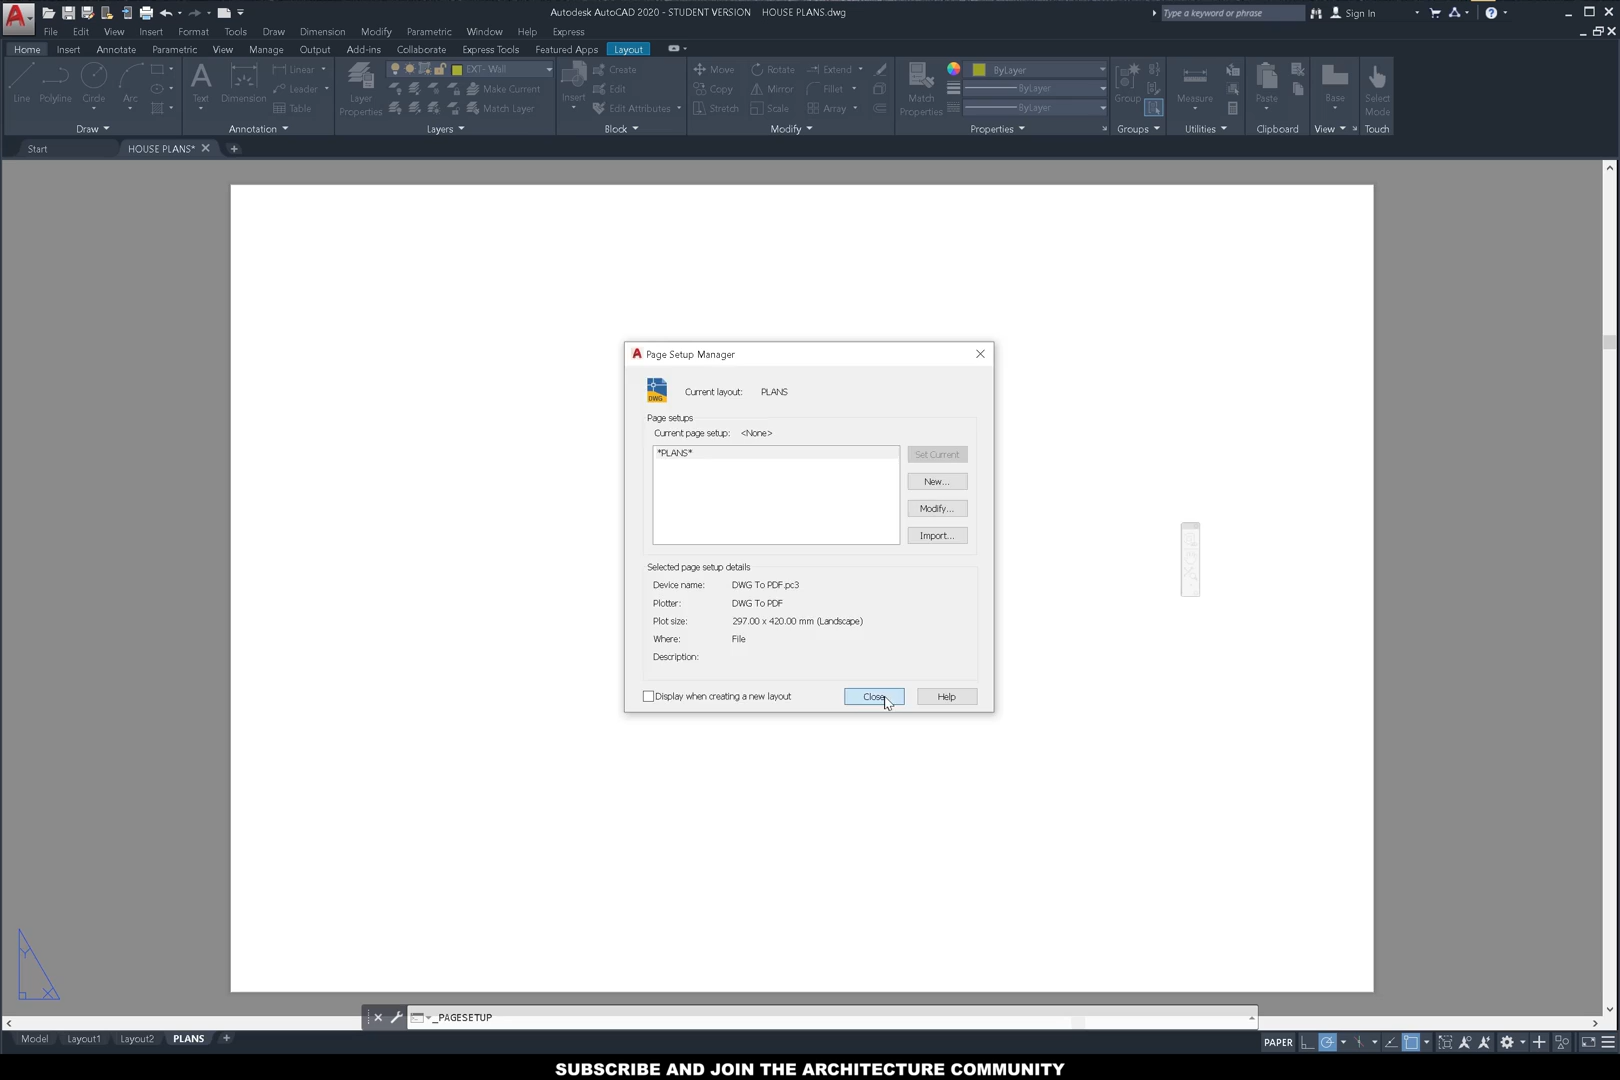 Autodesk AutoCAD 2020 - STUDENT VERSION HOUSE PLANS.dwg
Type a keyword or phrase
Sign In
File Edit View Insert Format Tools Draw Dimension Modify Parametric Window Help Express
Home Insert Annotate Parametric View Manage Output Add-ins Collaborate Express Tools Featured Apps Layout
Line Polyline Circle Arc
Draw
Text Dimension
Linear
Leader
Table
Annotation
Layer Properties
EXT- Wall
Make Current
Match Layer
Layers
Insert
Create
Edit
Edit Attributes
Block
Move Rotate Extend
Copy Mirror Fillet
Stretch Scale Array
Modify
Match Properties
ByLayer
ByLayer
ByLayer
Properties
Group
Groups
Measure
Utilities
Paste
Clipboard
Base
View
Select Mode
Touch
Start
HOUSE PLANS*
Page Setup Manager
Current layout: PLANS
Page setups
Current page setup: <None>
*PLANS*
Set Current
New...
Modify...
Import...
Selected page setup details
Device name: DWG To PDF.pc3
Plotter: DWG To PDF
Plot size: 297.00 x 420.00 mm (Landscape)
Where: File
Description:
Display when creating a new layout
Close
Help
DWG
Y
X
_PAGESETUP
Model Layout1 Layout2 PLANS
PAPER
SUBSCRIBE AND JOIN THE ARCHITECTURE COMMUNITY